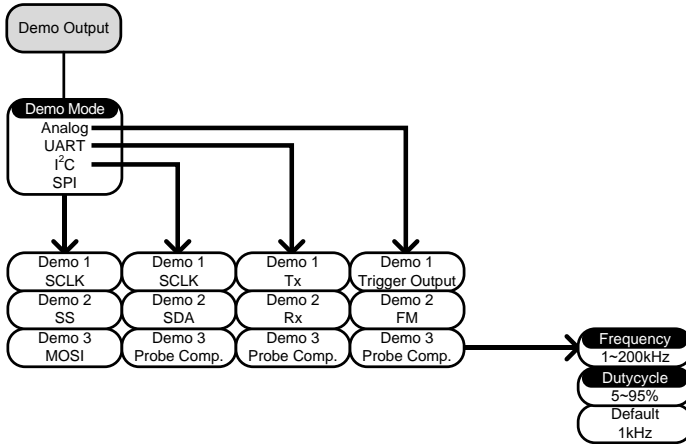 Demo Output
Demo Mode
Analog
UART
I²C
SPI
Demo 1
SCLK
Demo 2
SS
Demo 3
MOSI
Demo 1
SCLK
Demo 2
SDA
Demo 3
Probe Comp.
Demo 1
Tx
Demo 2
Rx
Demo 3
Probe Comp.
Demo 1
Trigger Output
Demo 2
FM
Demo 3
Probe Comp.
Frequency
1~200kHz
Dutycycle
5~95%
Default
1kHz